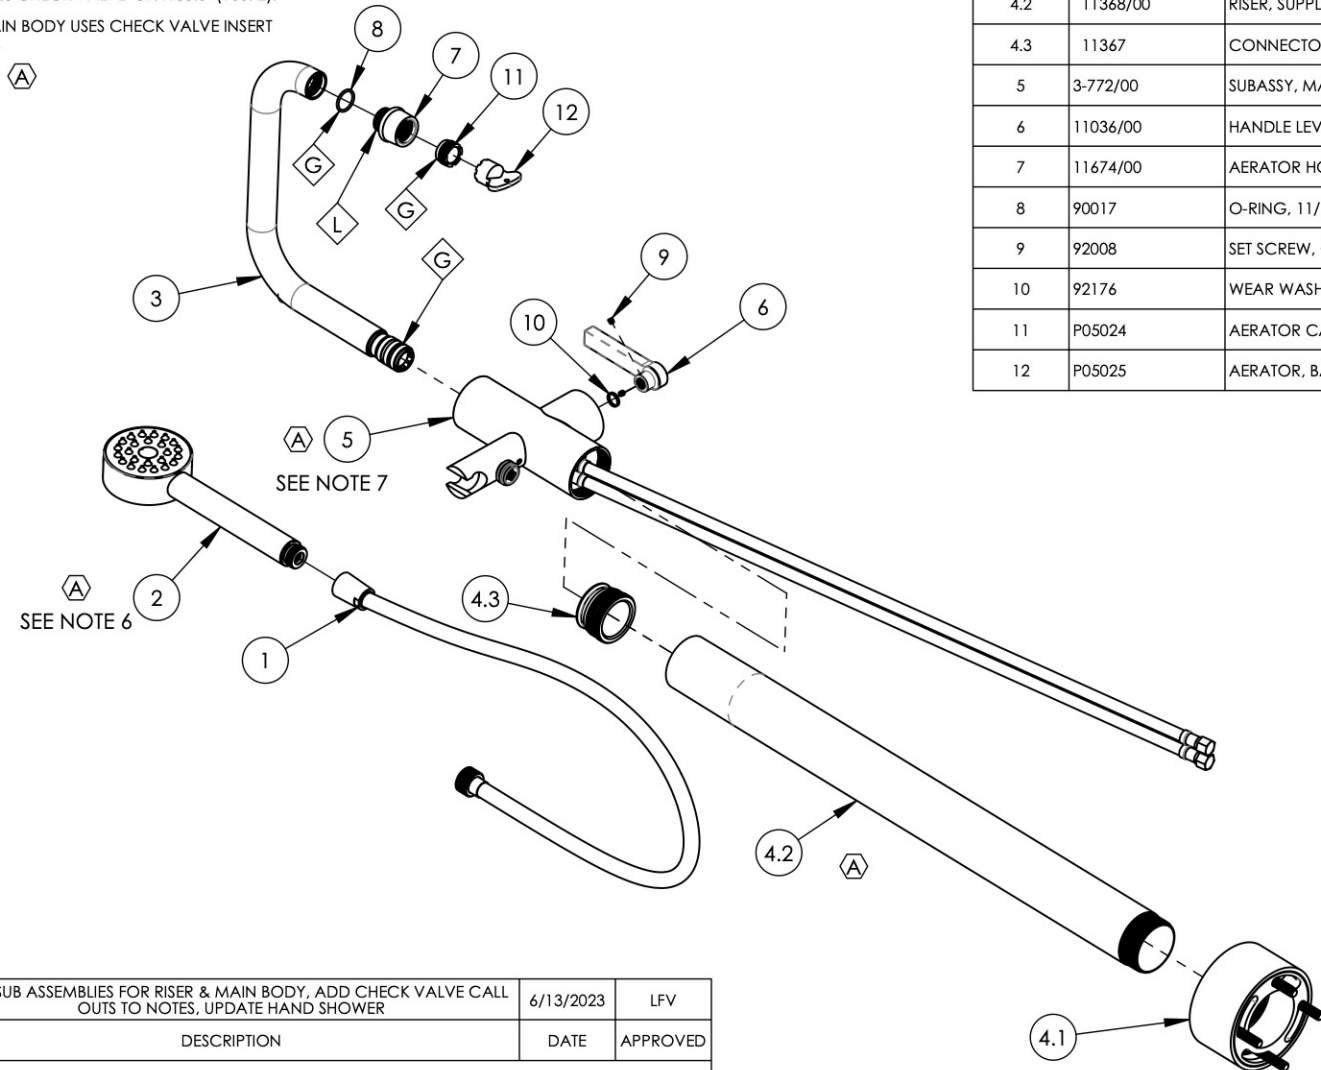 AIN BODY USES CHECK VALVE INSERT
A
8
7
11
12
G
L
G
G
3
9
6
10
A
5
SEE NOTE 7
A
2
SEE NOTE 6
1
4.3
4.2
A
4.1
4.2 11368/00 RISER, SUPPL
4.3 11367 CONNECTO
5 3-772/00 SUBASSY, MA
6 11036/00 HANDLE LEV
7 11674/00 AERATOR HO
8 90017 O-RING, 11/
9 92008 SET SCREW,
10 92176 WEAR WASH
11 P05024 AERATOR CA
12 P05025 AERATOR, BA
SUB ASSEMBLIES FOR RISER & MAIN BODY, ADD CHECK VALVE CALL
OUTS TO NOTES, UPDATE HAND SHOWER
6/13/2023 LFV
DESCRIPTION DATE APPROVED